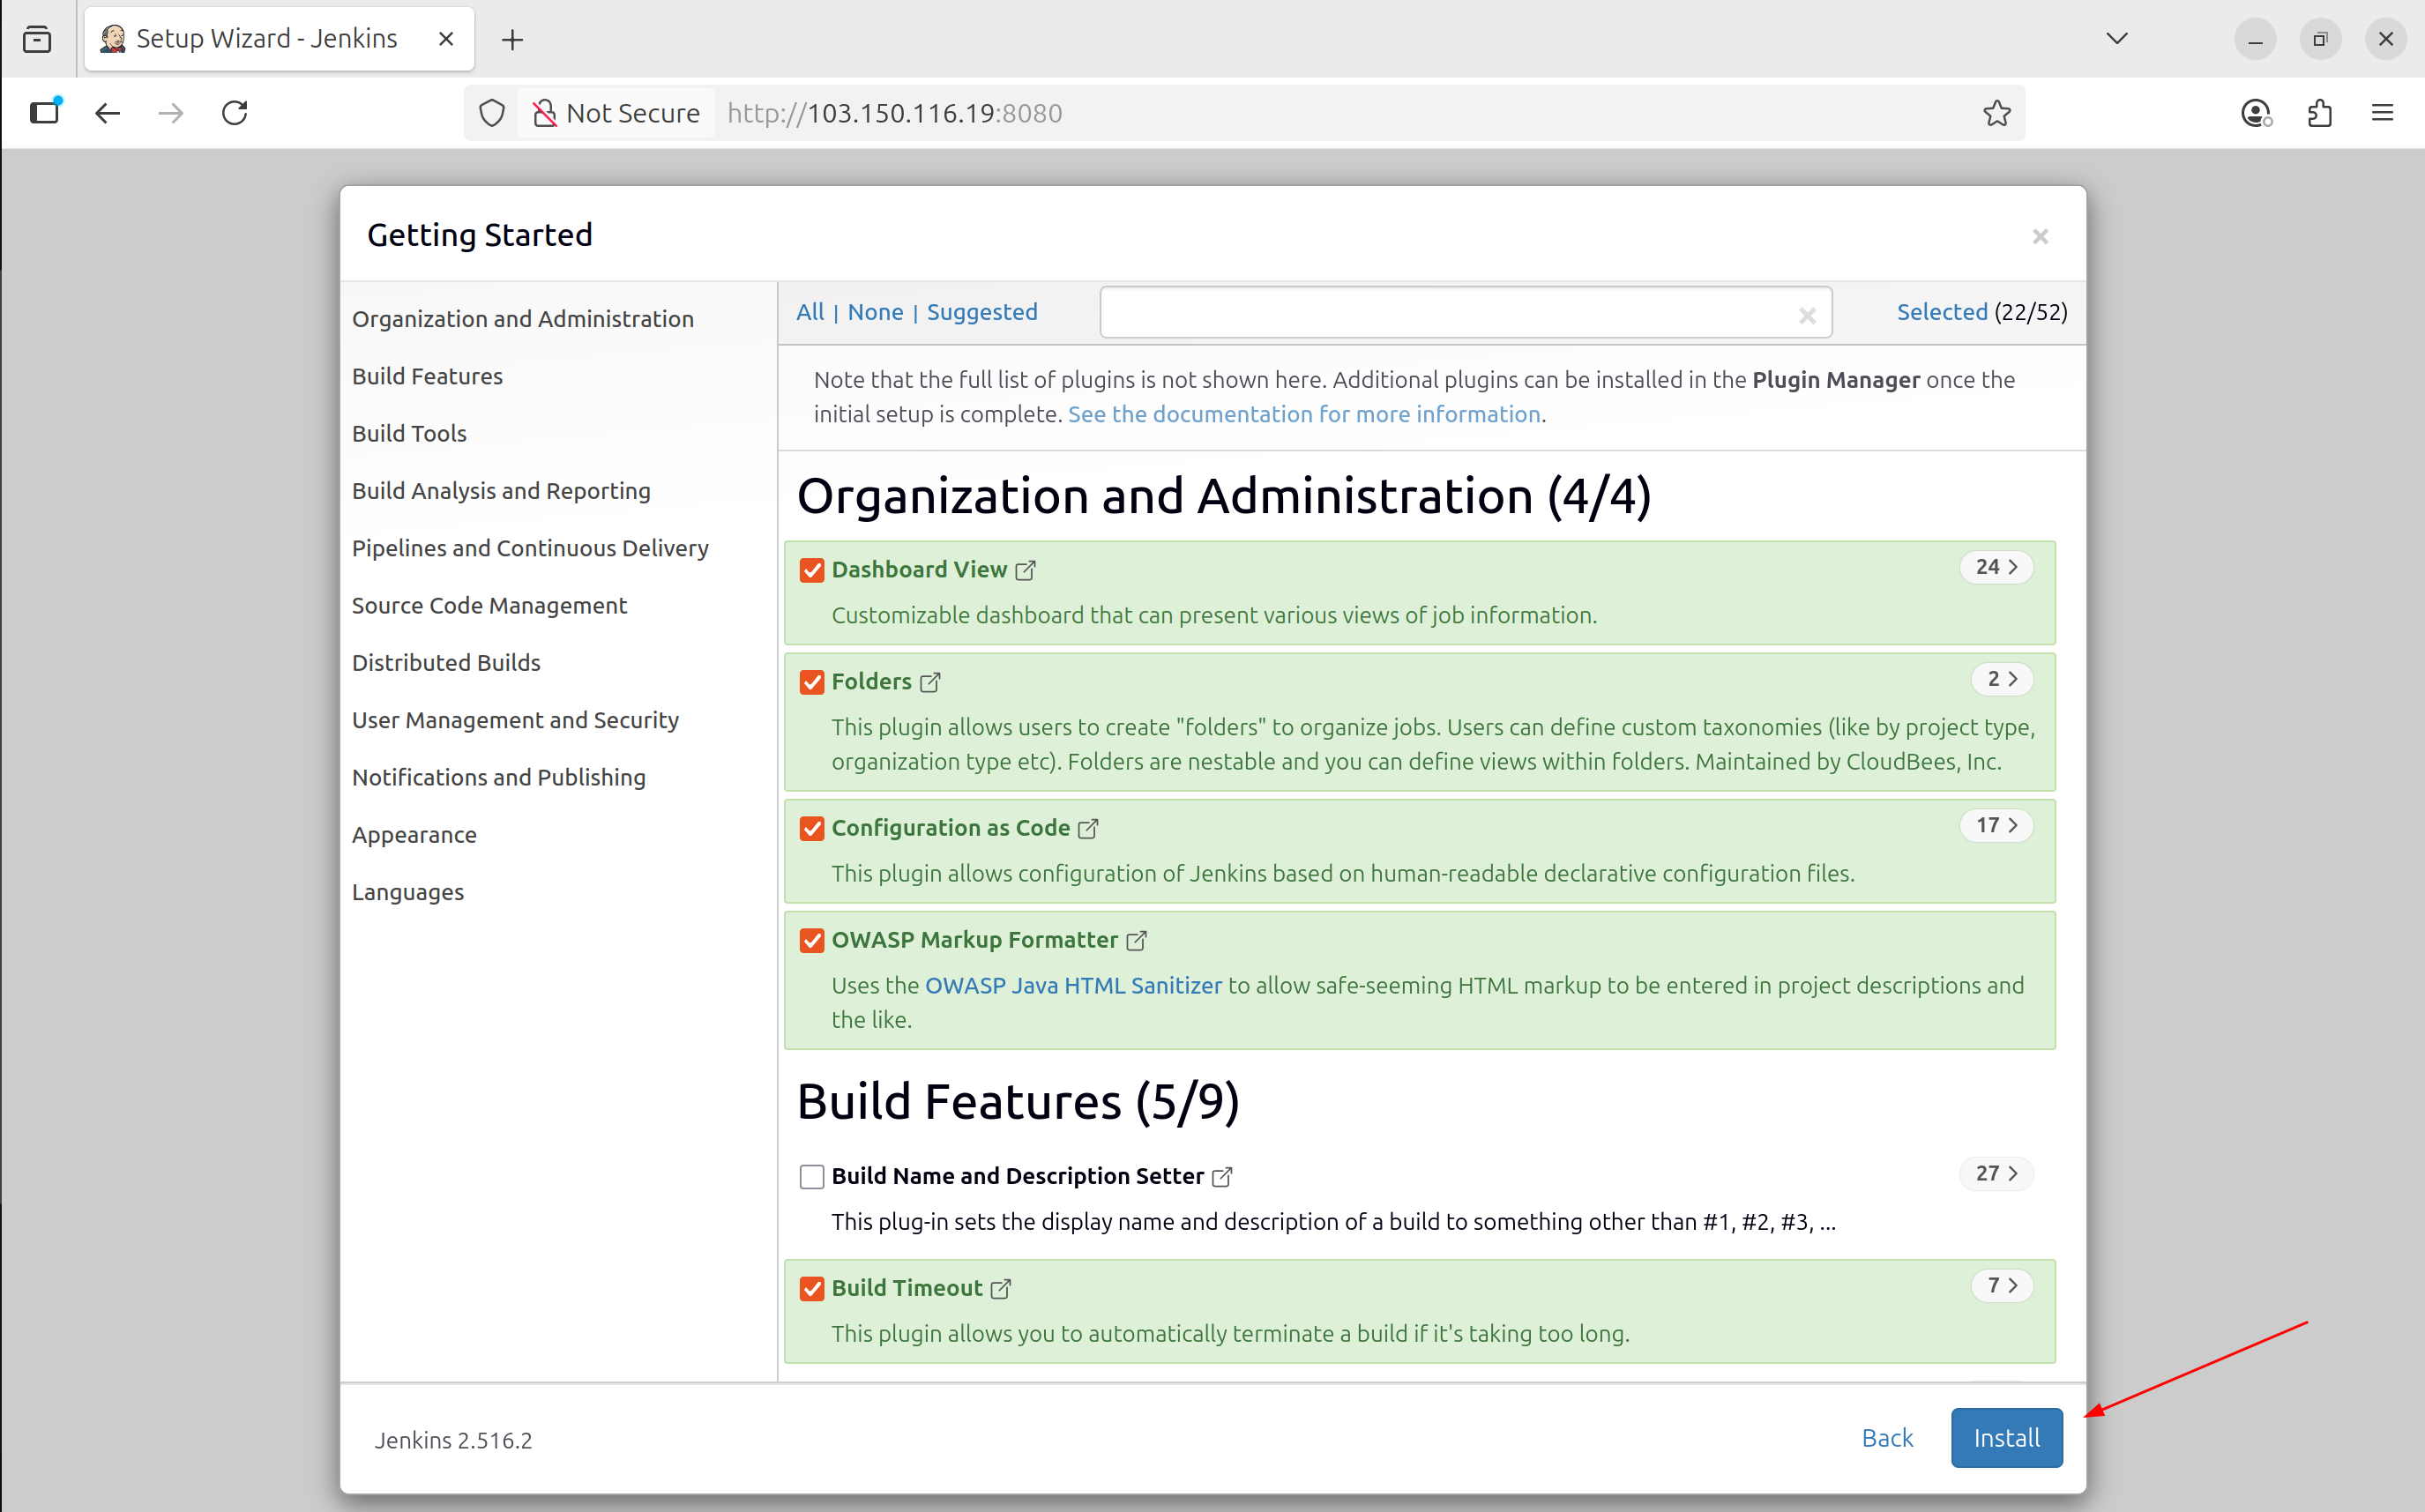 Setup Wizard - Jenkins
Not Secure http://103.150.116.19:8080
Getting Started
Organization and Administration
Build Features
Build Tools
Build Analysis and Reporting
Pipelines and Continuous Delivery
Source Code Management
Distributed Builds
User Management and Security
Notifications and Publishing
Appearance
Languages
All | None | Suggested
Selected (22/52)
Note that the full list of plugins is not shown here. Additional plugins can be installed in the Plugin Manager once the
initial setup is complete. See the documentation for more information.
Organization and Administration (4/4)
Dashboard View 24
Customizable dashboard that can present various views of job information.
Folders 2
This plugin allows users to create "folders" to organize jobs. Users can define custom taxonomies (like by project type,
organization type etc). Folders are nestable and you can define views within folders. Maintained by CloudBees, Inc.
Configuration as Code 17
This plugin allows configuration of Jenkins based on human-readable declarative configuration files.
OWASP Markup Formatter
Uses the OWASP Java HTML Sanitizer to allow safe-seeming HTML markup to be entered in project descriptions and
the like.
Build Features (5/9)
Build Name and Description Setter 27
This plug-in sets the display name and description of a build to something other than #1, #2, #3, ...
Build Timeout 7
This plugin allows you to automatically terminate a build if it's taking too long.
Jenkins 2.516.2
Back Install